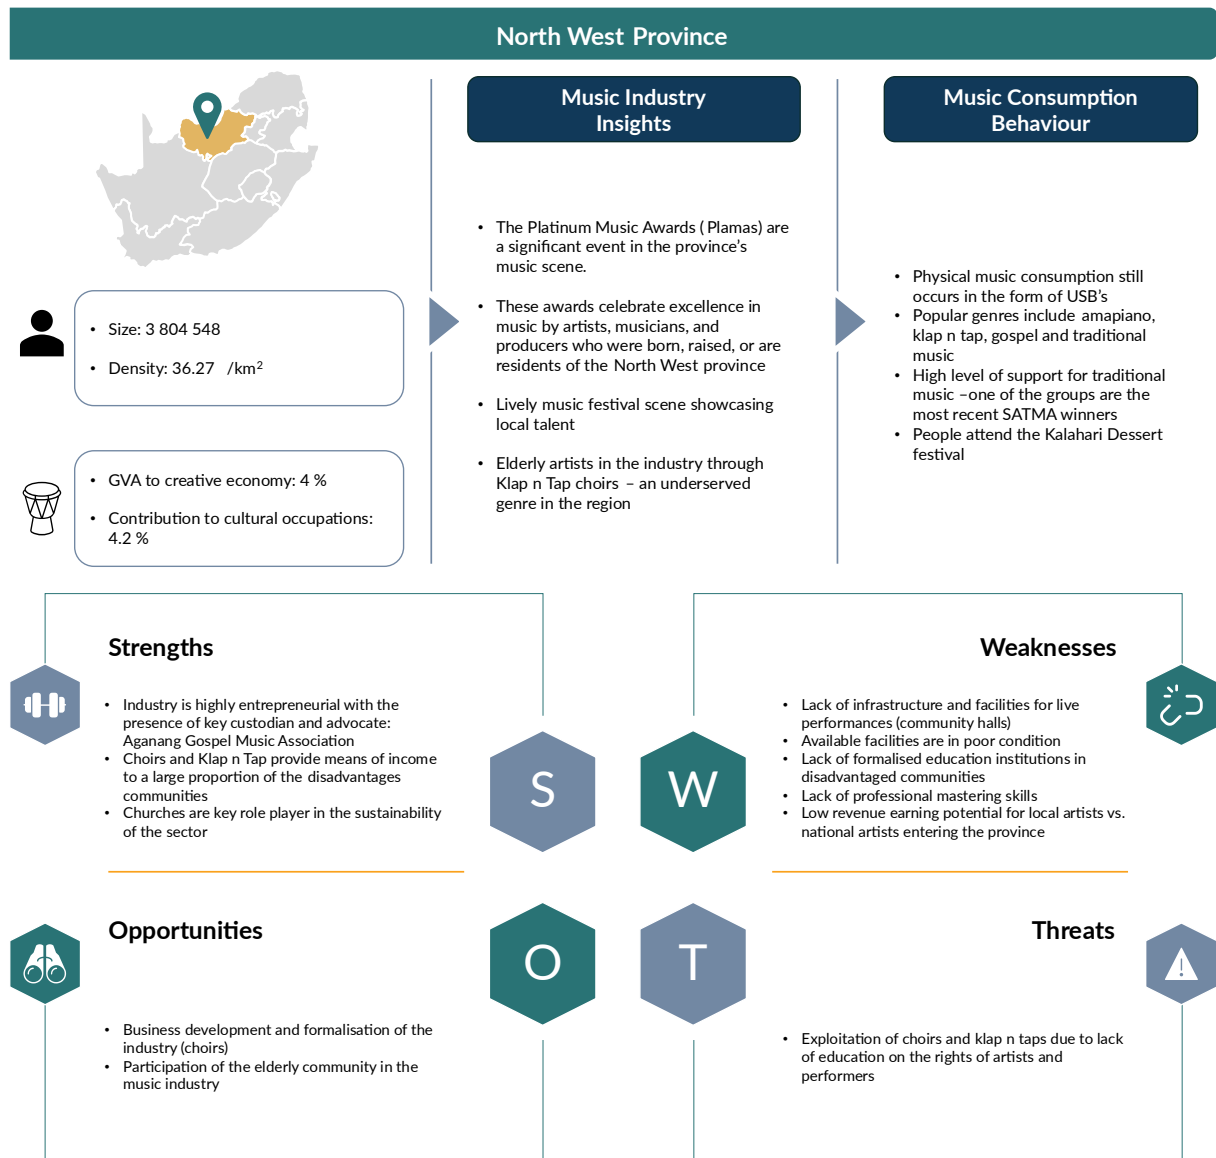 North West Province
Music Industry
Insights
Music Consumption
Behaviour
• Size: 3 804 548
• Density: 36.27 /km²
• GVA to creative economy: 4 %
• Contribution to cultural occupations:
4.2 %
• The Platinum Music Awards ( Plamas) are
a significant event in the province's
music scene.
• These awards celebrate excellence in
music by artists, musicians, and
producers who were born, raised, or are
residents of the North West province
• Lively music festival scene showcasing
local talent
• Elderly artists in the industry through
Klap n Tap choirs – an underserved
genre in the region
• Physical music consumption still
occurs in the form of USB's
• Popular genres include amapiano,
klap n tap, gospel and traditional
music
• High level of support for traditional
music –one of the groups are the
most recent SATMA winners
• People attend the Kalahari Dessert
festival
Strengths
• Industry is highly entrepreneurial with the
presence of key custodian and advocate:
Aganang Gospel Music Association
• Choirs and Klap n Tap provide means of income
to a large proportion of the disadvantages
communities
• Churches are key role player in the sustainability
of the sector
S
W
Weaknesses
• Lack of infrastructure and facilities for live
performances (community halls)
• Available facilities are in poor condition
• Lack of formalised education institutions in
disadvantaged communities
• Lack of professional mastering skills
• Low revenue earning potential for local artists vs.
national artists entering the province
Opportunities
• Business development and formalisation of the
industry (choirs)
• Participation of the elderly community in the
music industry
O
T
Threats
• Exploitation of choirs and klap n taps due to lack
of education on the rights of artists and
performers